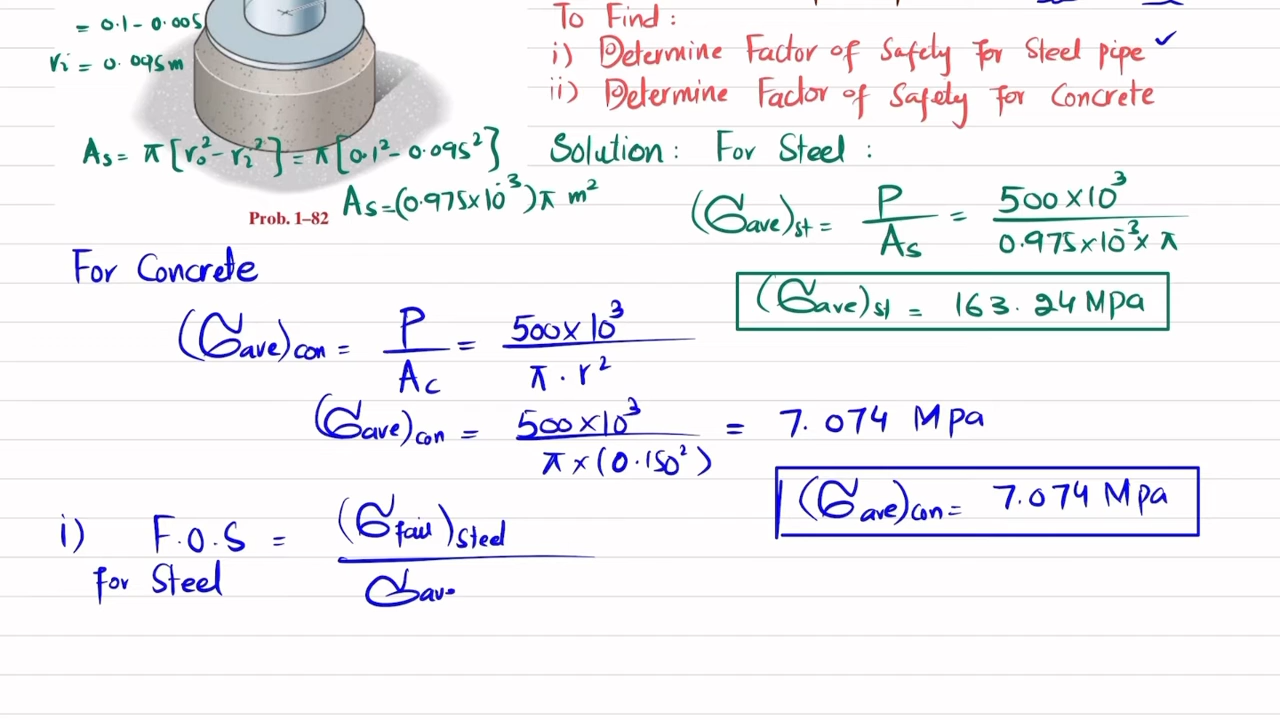 = 0.1 - 0.005
ri = 0.095m
As = π[ro² - ri²] = π[0.1² - 0.095²]
As = (0.975×10⁻³)π m²
Prob. 1–82
To Find :
i) Determine Factor of Safely for Steel pipe ✓
ii) Determine Factor of Safely for Concrete
Solution : For Steel :
(σave)st = P/As = 500×10³/0.975×10⁻³×π
(σave)st = 163.24 MPa
For Concrete
(σave)con = P/Ac = 500×10³/π·r²
(σave)con = 500×10³/π×(0.150²) = 7.074 MPa
(σave)con = 7.074 MPa
i) F.O.S for Steel = (σfail)Steel/σave